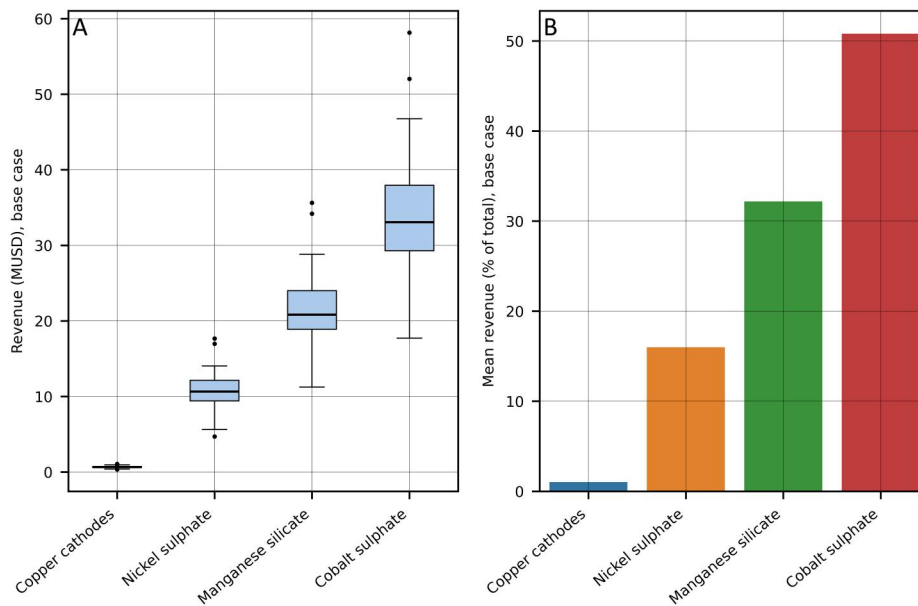 A
Revenue (MUSD), base case
60
50
40
30
20
10
0
Copper cathodes
Nickel sulphate
Manganese silicate
Cobalt sulphate
B
Mean revenue (% of total), base case
50
40
30
20
10
0
Copper cathodes
Nickel sulphate
Manganese silicate
Cobalt sulphate